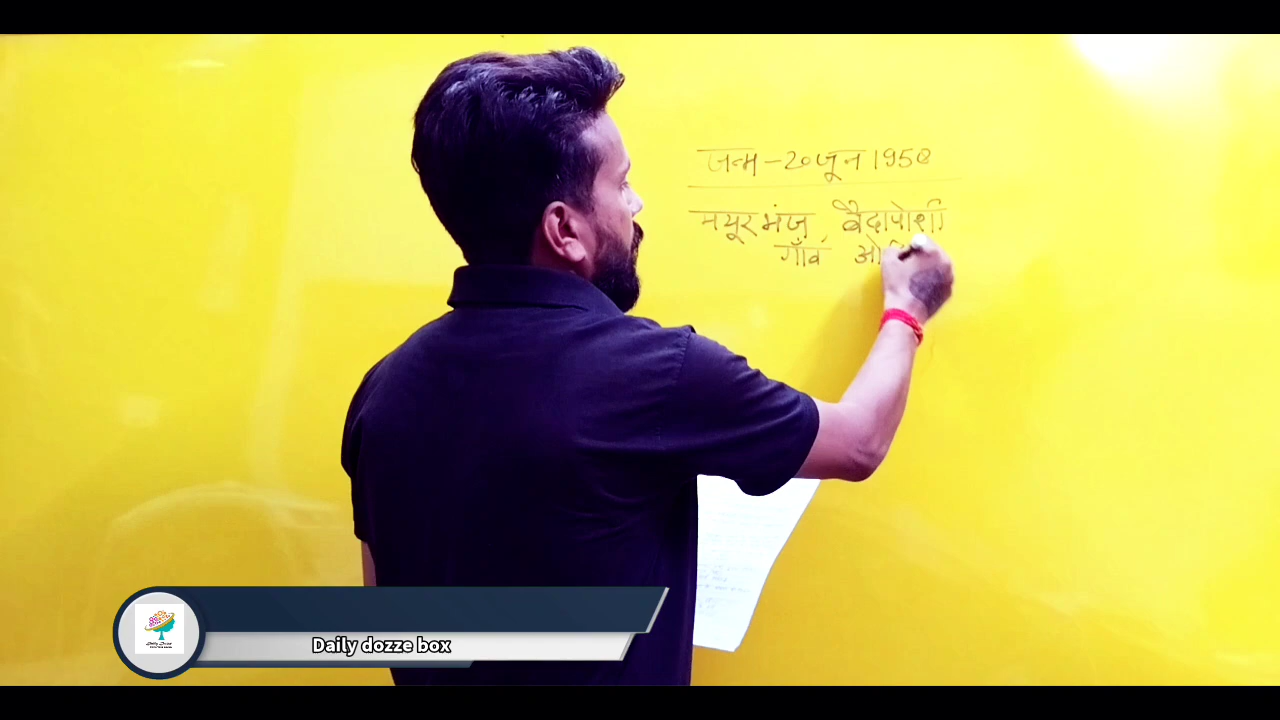 जन्म - 20 जून 1958
मयूरभंज, बैदापोशी
गाँव ओ
Daily dozze box